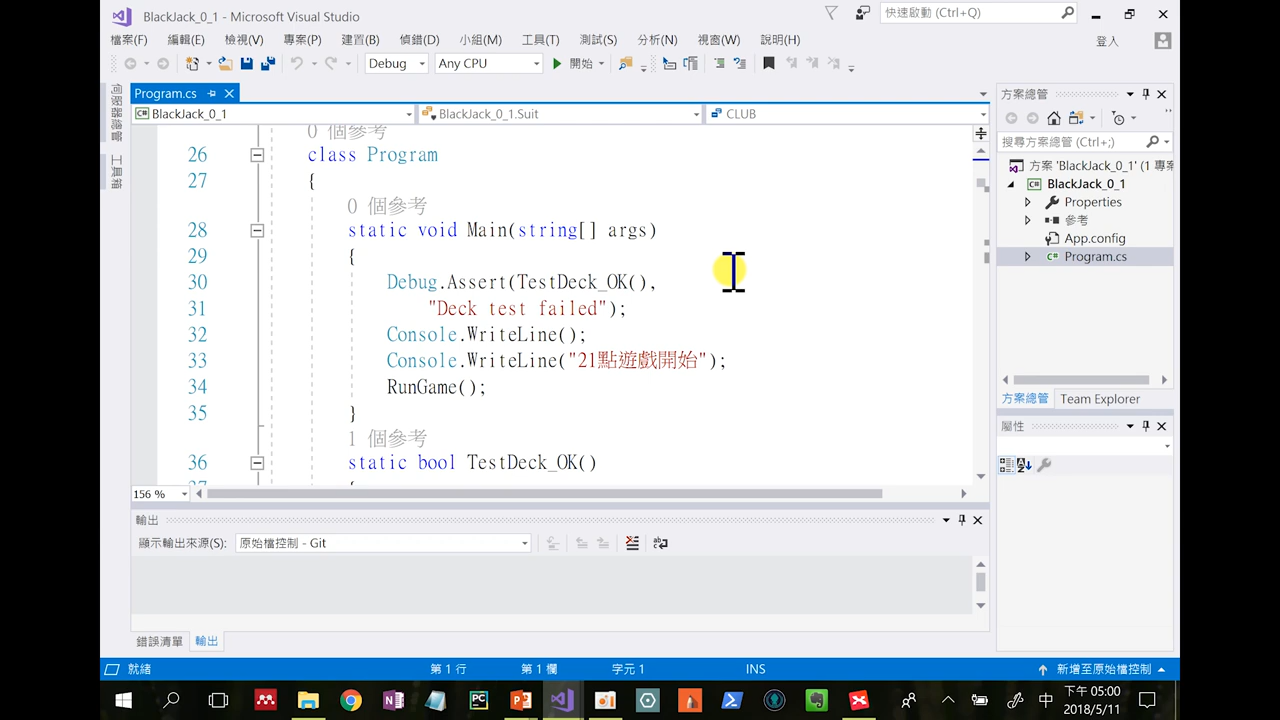 BlackJack_0_1 - Microsoft Visual Studio
快速啟動 (Ctrl+Q)
檔案(F) 編輯(E) 檢視(V) 專案(P) 建置(B) 偵錯(D) 小組(M) 工具(T) 測試(S) 分析(N) 視窗(W) 說明(H) 登入
Debug Any CPU 開始
伺服器總管
工具箱
Program.cs
BlackJack_0_1 BlackJack_0_1.Suit CLUB
0 個參考
26 class Program
27 {
0 個參考
28 static void Main(string[] args)
29 {
30 Debug.Assert(TestDeck_OK(),
31 "Deck test failed");
32 Console.WriteLine();
33 Console.WriteLine("21點遊戲開始");
34 RunGame();
35 }
1 個參考
36 static bool TestDeck_OK()
37 {
156 %
方案總管
搜尋方案總管 (Ctrl+;)
方案 'BlackJack_0_1' (1 專案
BlackJack_0_1
Properties
參考
App.config
Program.cs
方案總管 Team Explorer
屬性
輸出
顯示輸出來源(S): 原始檔控制 - Git
錯誤清單 輸出
就緒 第 1 行 第 1 欄 字元 1 INS 新增至原始檔控制
中 下午 05:00
2018/5/11